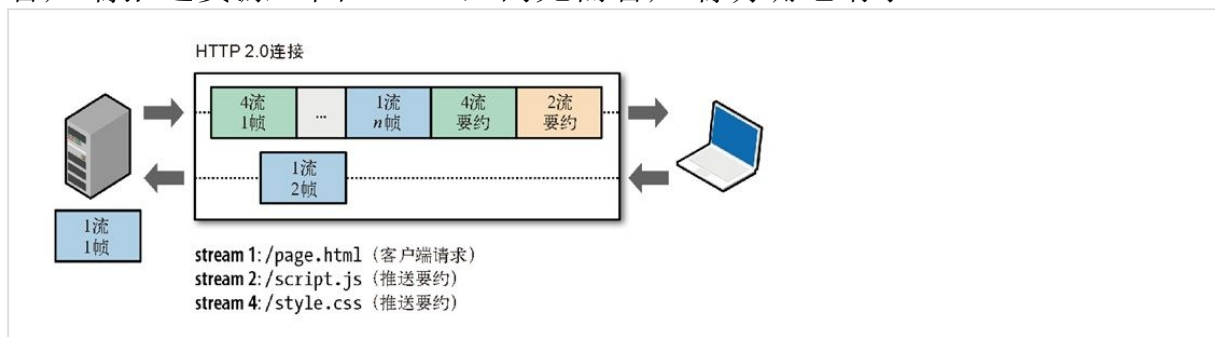 HTTP 2.0连接
4流
1帧
...
1流
n帧
4流
要约
2流
要约
1流
2帧
1流
1帧
stream 1: /page.html (客户端请求)
stream 2: /script.js (推送要约)
stream 4: /style.css (推送要约)